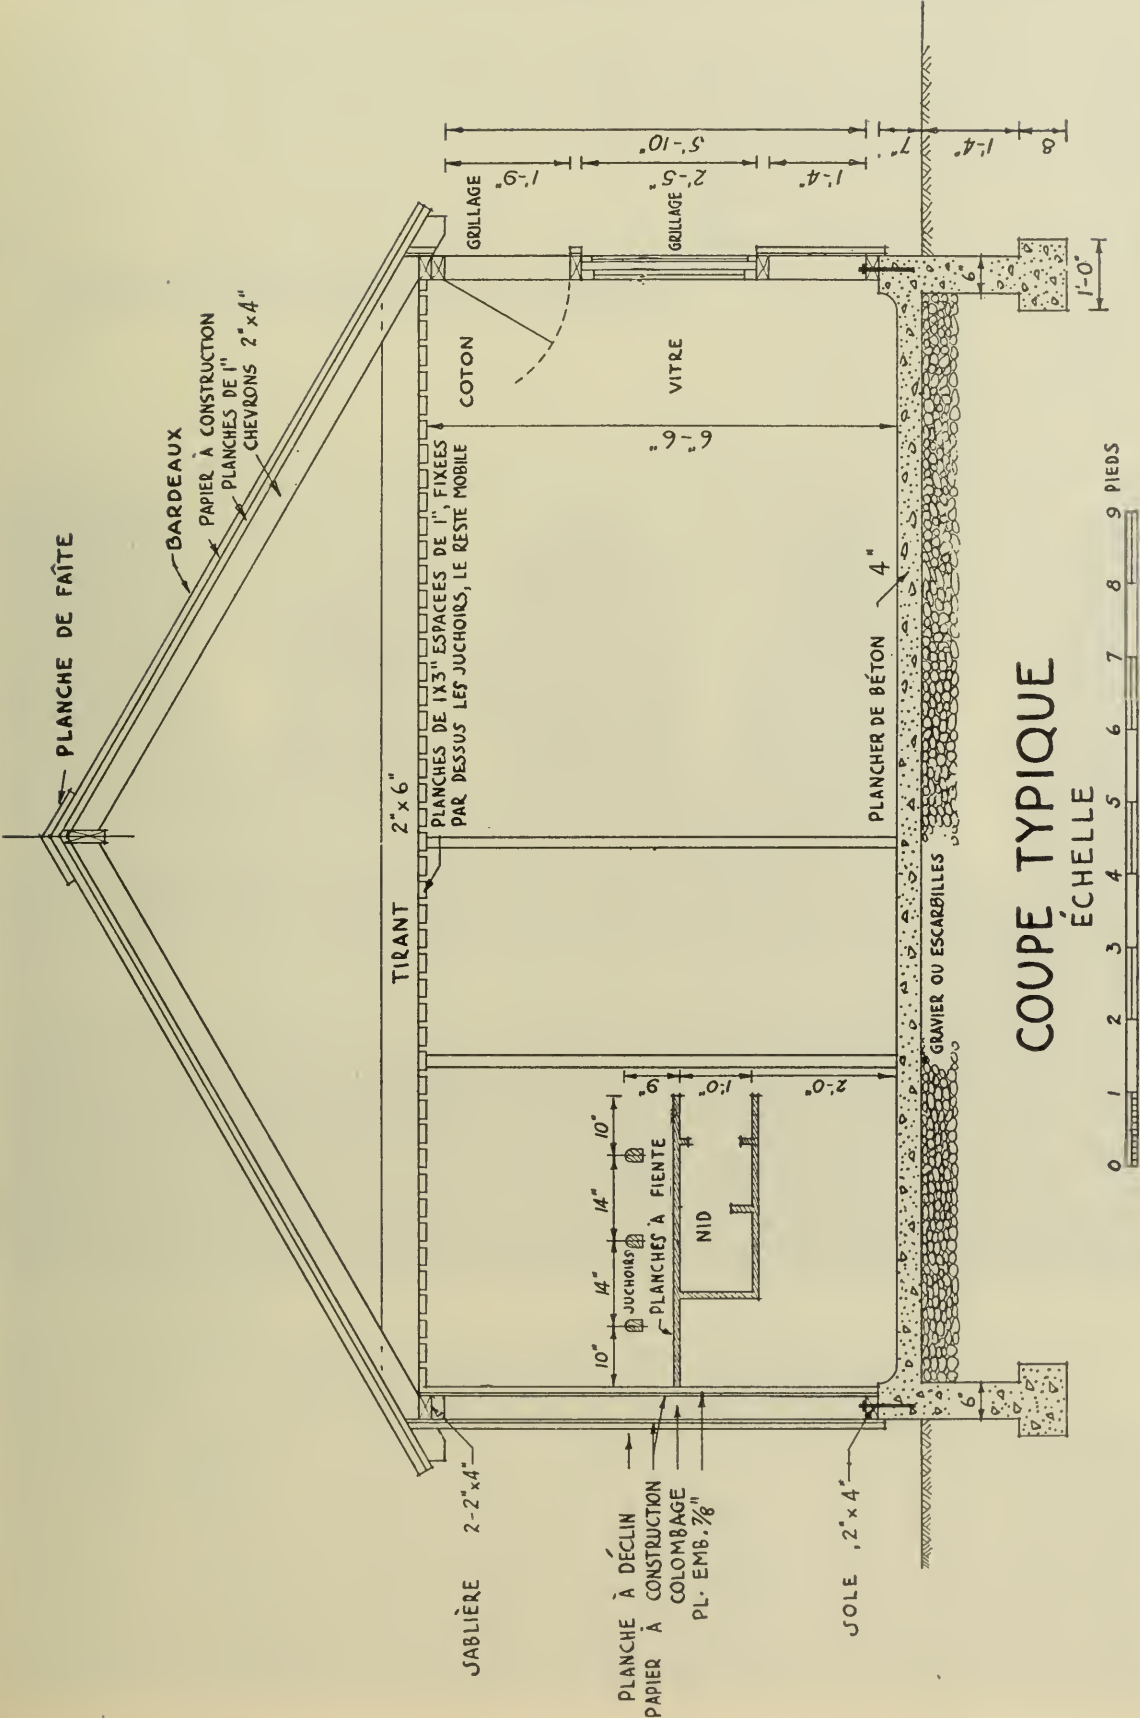 PLANCHE DE FAÎTE
BARDEAUX
PAPIER À CONSTRUCTION
PLANCHES DE 1"
CHEVRONS 2"x4"
TIRANT 2"x6"
PLANCHES DE 1X3" ESPACÉES DE 1", FIXÉES
PAR DESSUS LES JUCHOIRS, LE RESTE MOBILE
SABLIÈRE 2-2"x4"
PLANCHE À DÉCLIN
PAPIER À CONSTRUCTION
COLOMBAGE
PL. EMB. 7/8"
SOLE , 2"x4"
10"
14"
14"
10"
JUCHOIRS
PLANCHES À FIENTE
NID
9"
1'-0"
2'-0"
COTON
VITRE
6'-6"
GRILLAGE
GRILLAGE
1'-9"
2'-5"
1'-4"
5'-10"
7"
1'-4"
8
PLANCHER DE BÉTON 4"
GRAVIER OU ESCARBILLES
6"
6"
1'-0"
COUPE TYPIQUE
ÉCHELLE
0 1 2 3 4 5 6 7 8 9 PIEDS